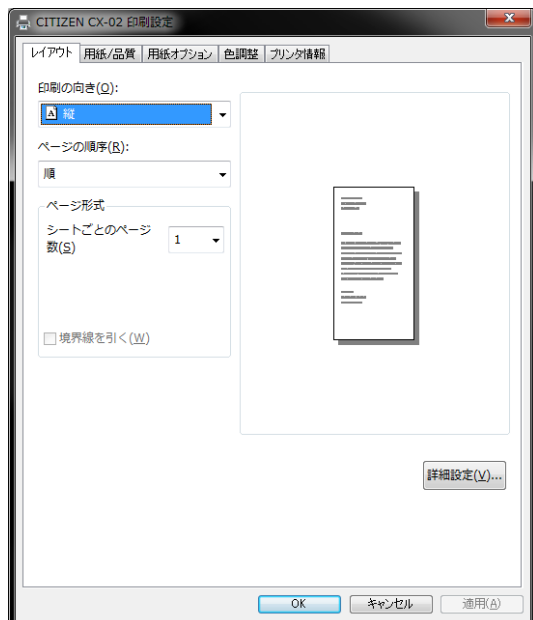 CITIZEN CX-02 印刷設定
レイアウト 用紙/品質 用紙オプション 色調整 プリンタ情報
印刷の向き(O):
縦
ページの順序(R):
順
ページ形式
シートごとのページ
数(S)
1
境界線を引く(W)
詳細設定(V)...
OK キャンセル 適用(A)